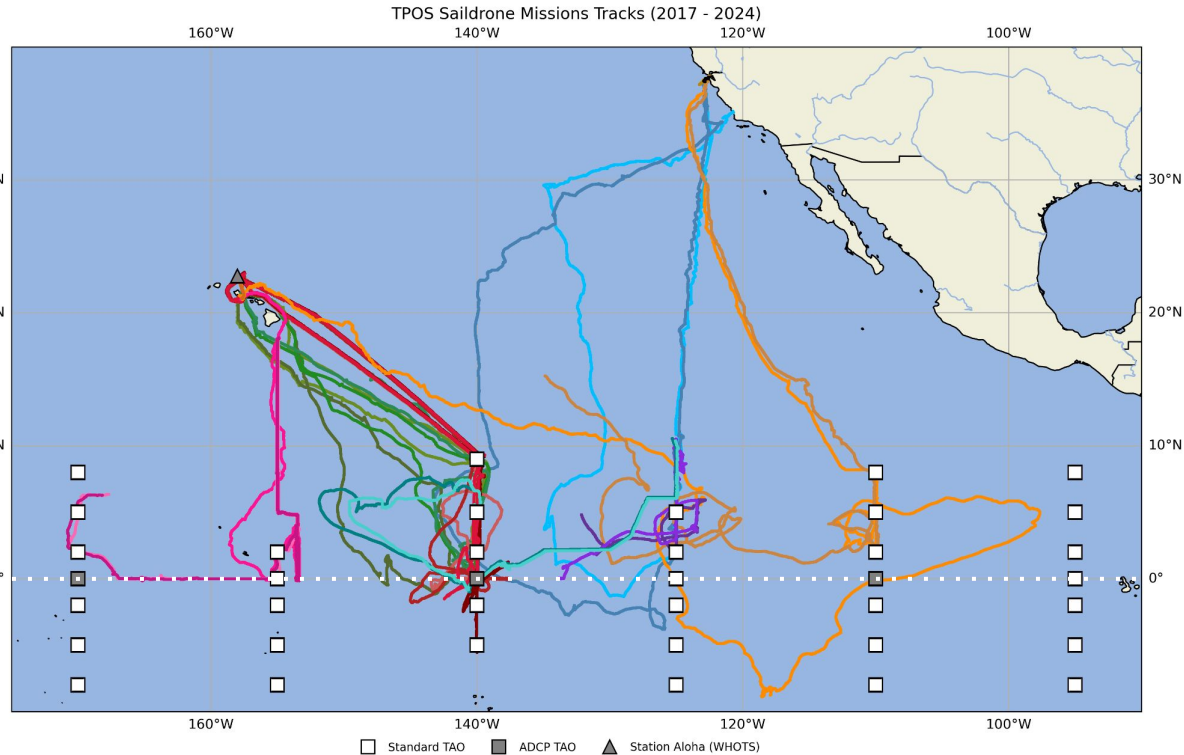 TPOS Saildrone Missions Tracks (2017 - 2024)
160°W 140°W 120°W 100°W
30°N
20°N
10°N
0°
160°W 140°W 120°W 100°W
Standard TAO ADCP TAO Station Aloha (WHOTS)